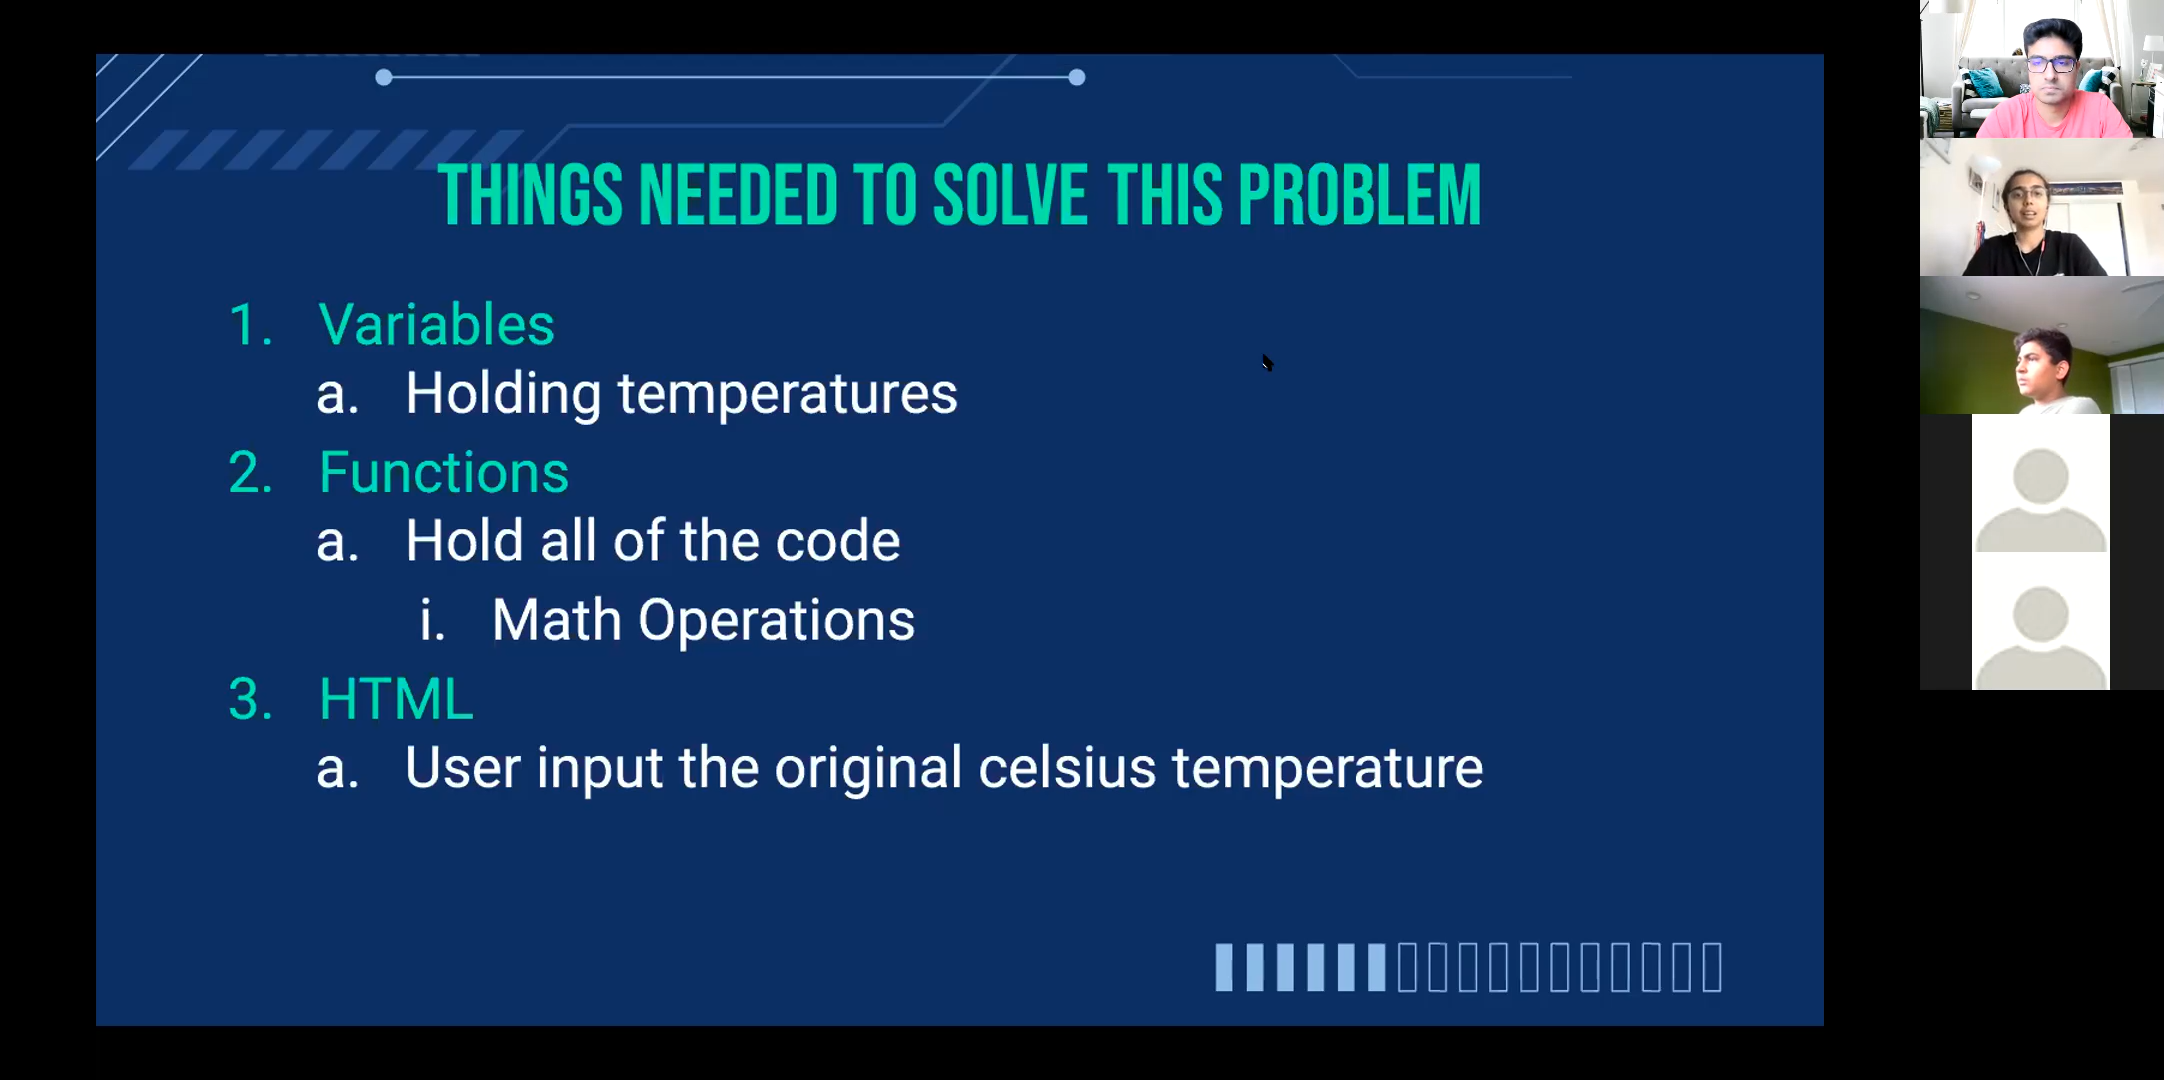 THINGS NEEDED TO SOLVE THIS PROBLEM
1. Variables
a. Holding temperatures
2. Functions
a. Hold all of the code
i. Math Operations
3. HTML
a. User input the original celsius temperature